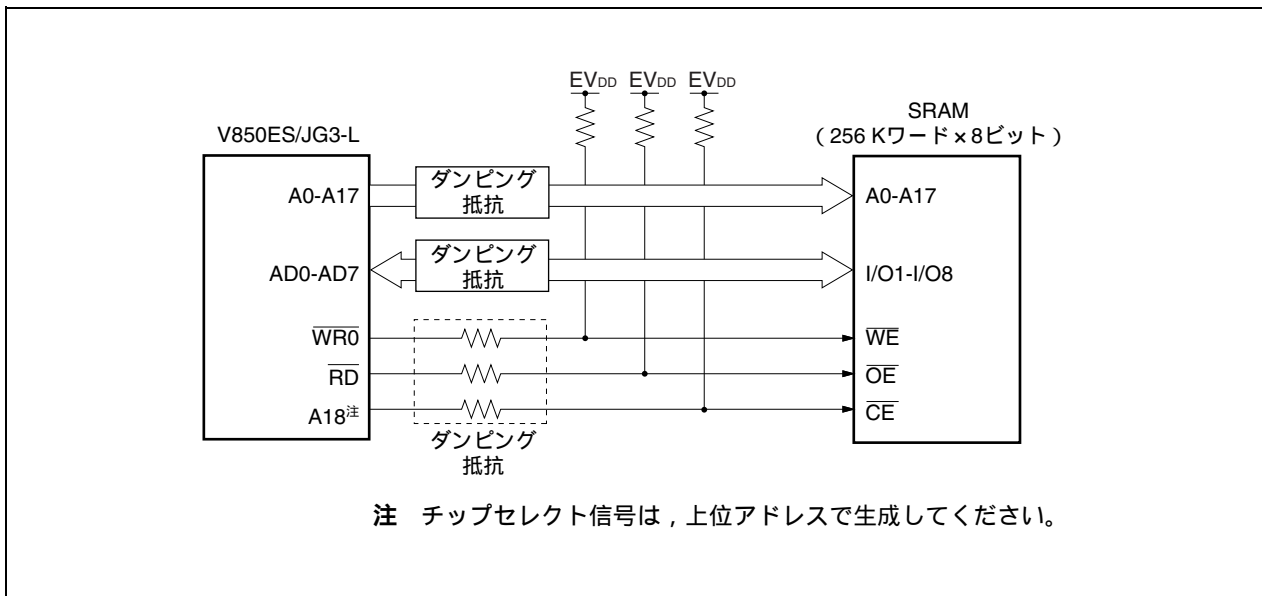 EVDD EVDD EVDD
V850ES/JG3-L
SRAM
(256 Kワード×8ビット)
A0-A17
ダンピング
抵抗
A0-A17
AD0-AD7
ダンピング
抵抗
I/O1-I/O8
WR0
WE
RD
OE
A18注
CE
ダンピング
抵抗
注 チップセレクト信号は，上位アドレスで生成してください。